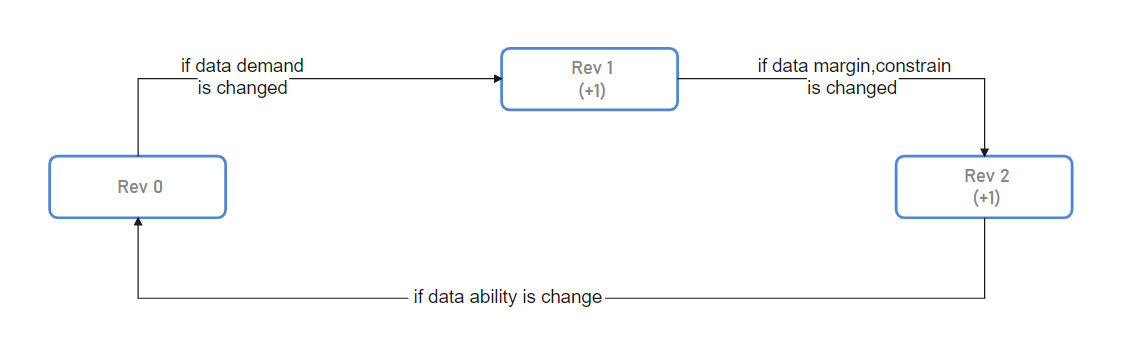 if data demand
is changed
Rev 1
(+1)
if data margin,constrain
is changed
Rev 0
Rev 2
(+1)
if data ability is change